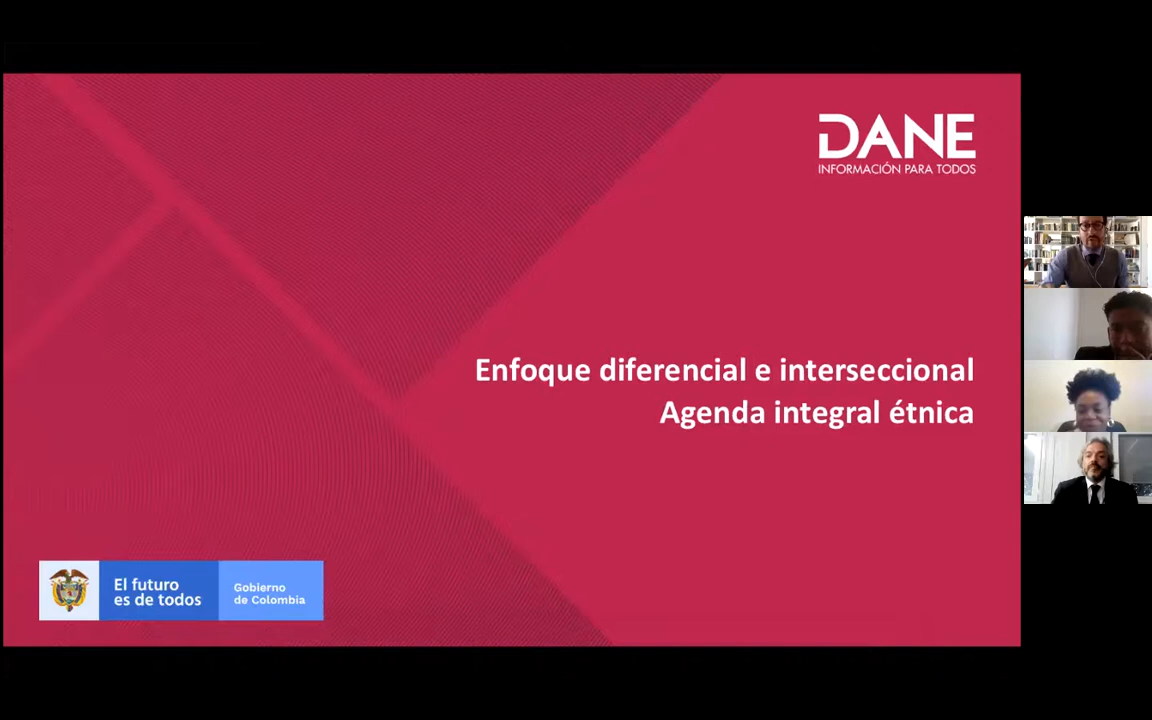 DANE
INFORMACIÓN PARA TODOS
Enfoque diferencial e interseccional
Agenda integral étnica
El futuro
es de todos
Gobierno
de Colombia